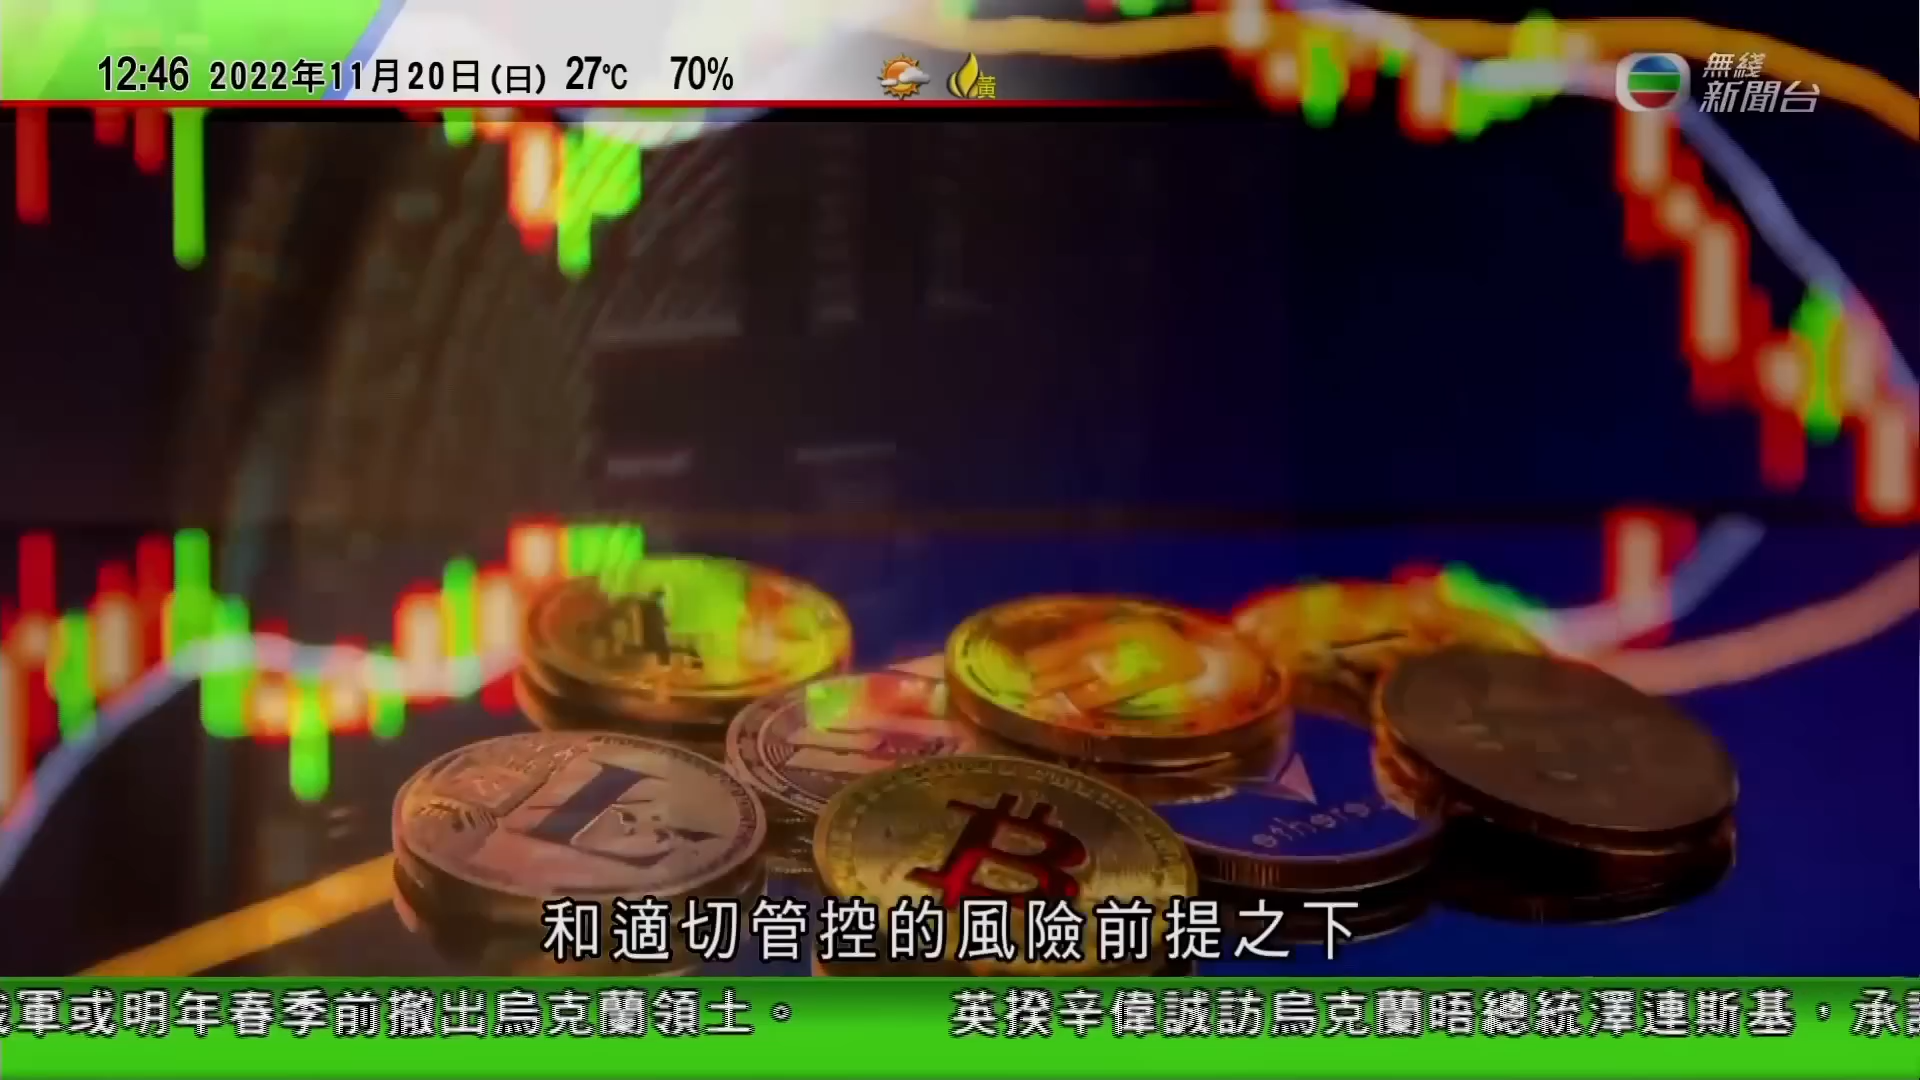 12:46 2022年11月20日(日) 27℃ 70%
黃
無綫
新聞台
ethere
和適切管控的風險前提之下
軍或明年春季前撤出烏克蘭領土。 英揆辛偉誠訪烏克蘭晤總統澤連斯基，承